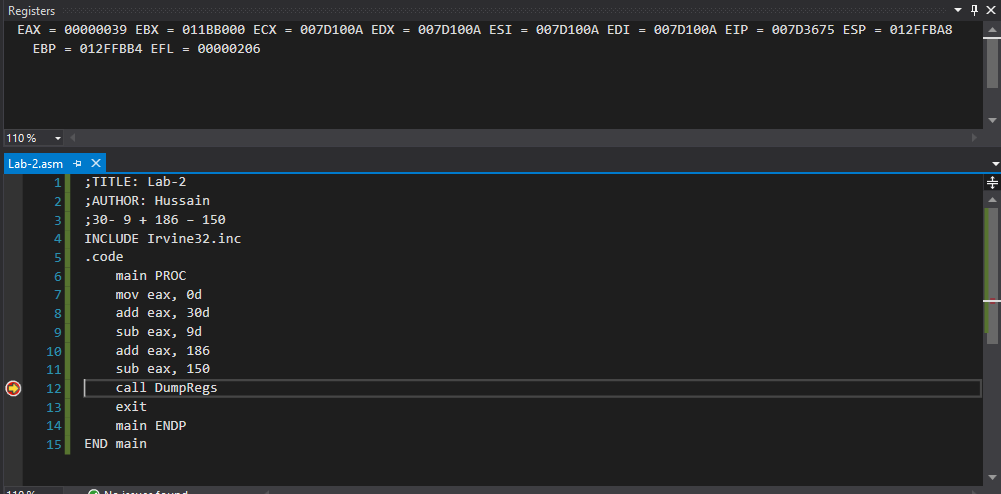 Registers
EAX = 00000039 EBX = 011BB000 ECX = 007D100A EDX = 007D100A ESI = 007D100A EDI = 007D100A EIP = 007D3675 ESP = 012FFBA8
EBP = 012FFBB4 EFL = 00000206
110 %
Lab-2.asm
1 ;TITLE: Lab-2
2 ;AUTHOR: Hussain
3 ;30- 9 + 186 – 150
4 INCLUDE Irvine32.inc
5 .code
6 main PROC
7 mov eax, 0d
8 add eax, 30d
9 sub eax, 9d
10 add eax, 186
11 sub eax, 150
12 call DumpRegs
13 exit
14 main ENDP
15 END main
110 % No issues found